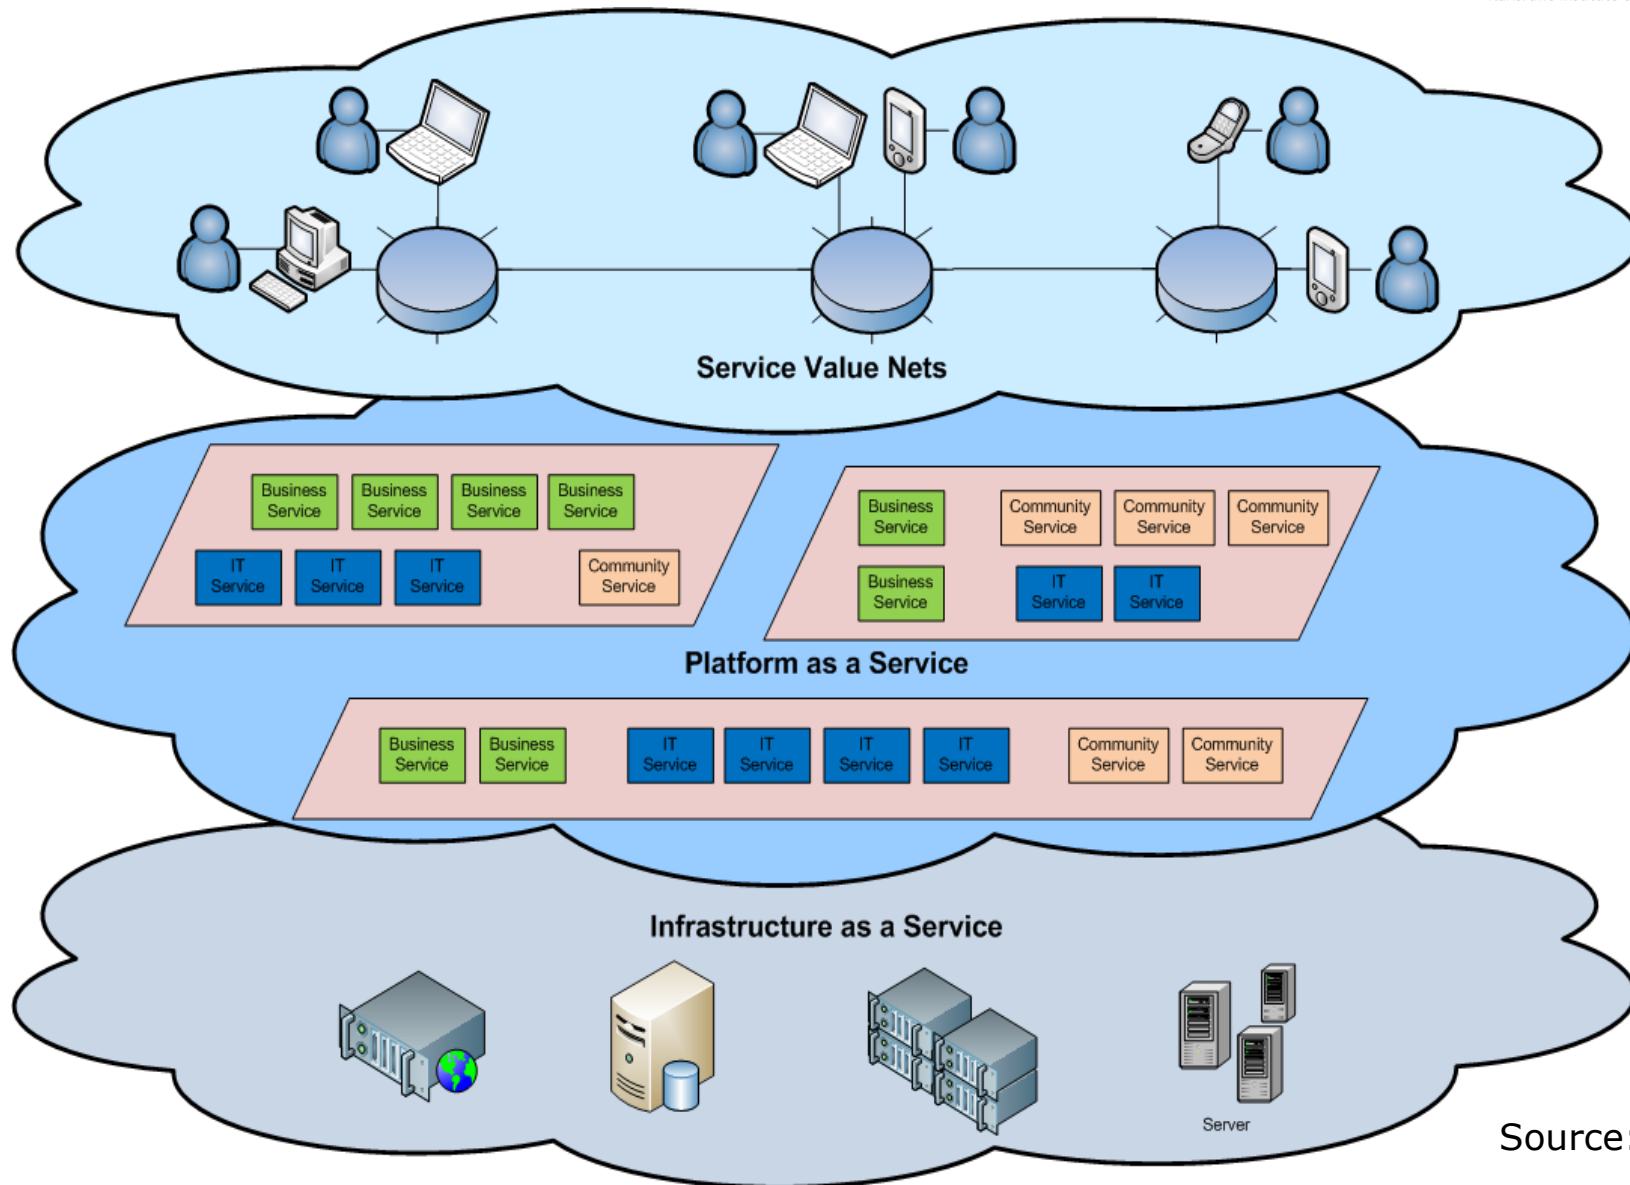 Service Value Nets
Business
Service
Business
Service
Business
Service
Business
Service
IT
Service
IT
Service
IT
Service
Community
Service
Business
Service
Community
Service
Community
Service
Community
Service
Business
Service
IT
Service
IT
Service
Platform as a Service
Business
Service
Business
Service
IT
Service
IT
Service
IT
Service
IT
Service
Community
Service
Community
Service
Infrastructure as a Service
Server
Source: